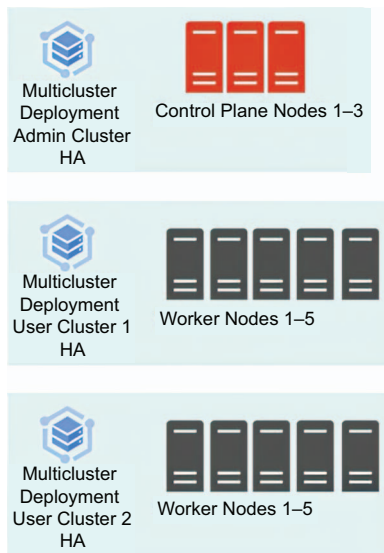 Multicluster
Deployment
Admin Cluster
HA
Control Plane Nodes 1–3
Multicluster
Deployment
User Cluster 1
HA
Worker Nodes 1–5
Multicluster
Deployment
User Cluster 2
HA
Worker Nodes 1–5